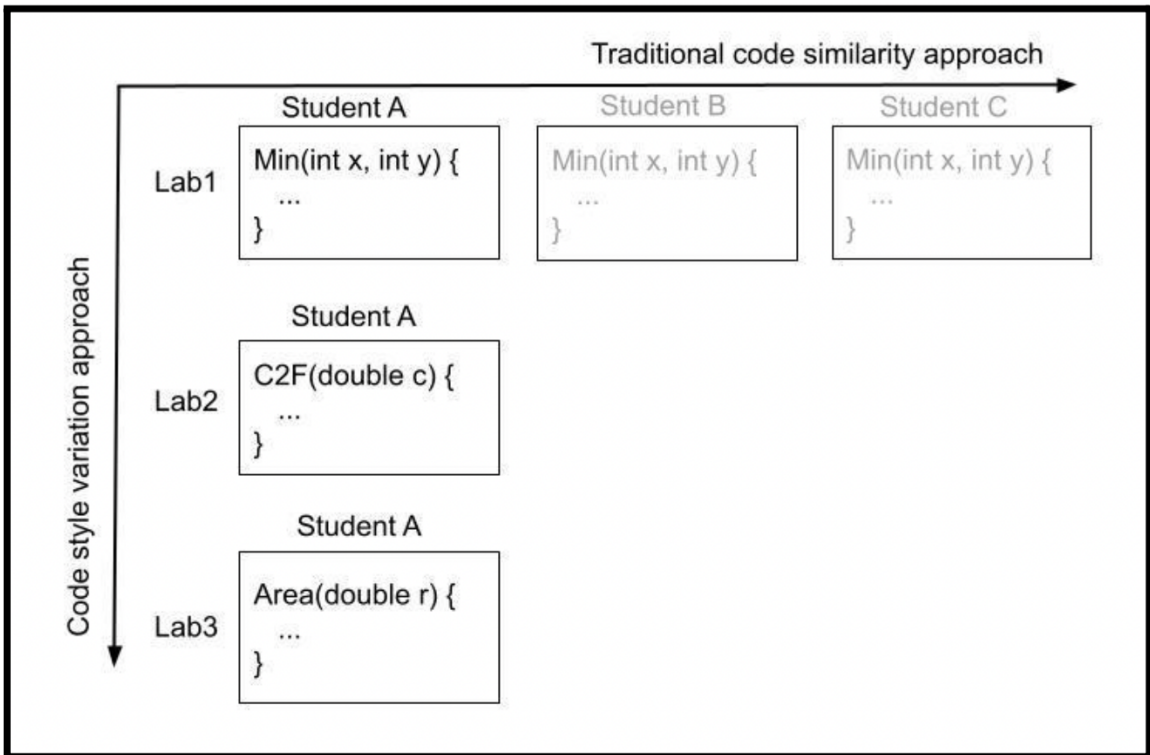 Traditional code similarity approach
Student A
Student B
Student C
Lab1
Min(int x, int y) {
...
}
Min(int x, int y) {
...
}
Min(int x, int y) {
...
}
Code style variation approach
Student A
Lab2
C2F(double c) {
...
}
Student A
Lab3
Area(double r) {
...
}